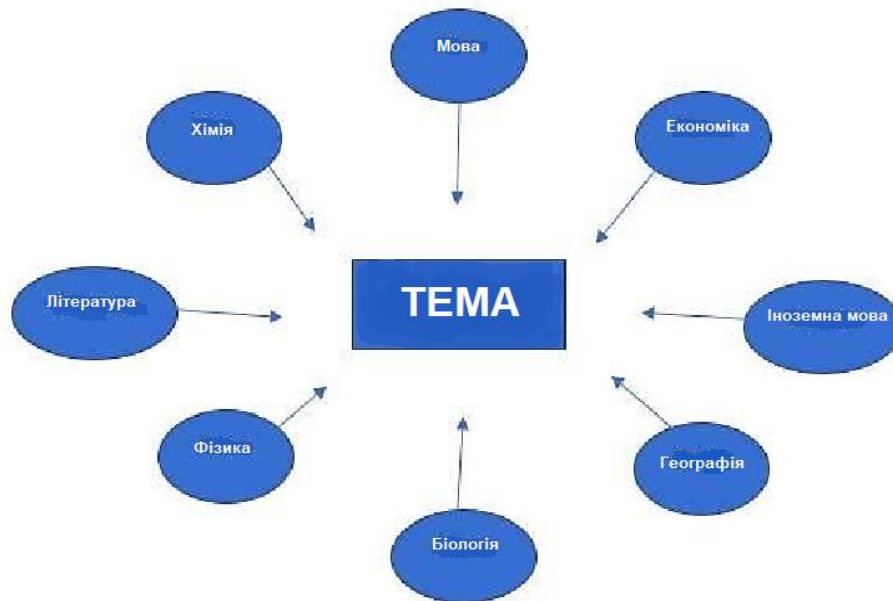 Мова
Хімія
Економіка
ТЕМА
Література
Іноземна мова
Фізика
Географія
Біологія